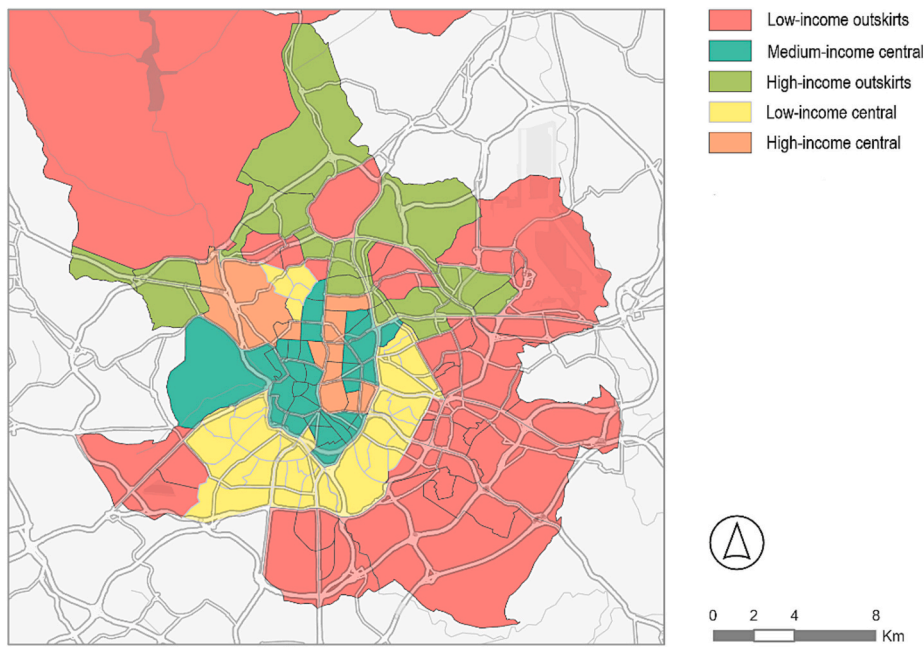 Low-income outskirts
Medium-income central
High-income outskirts
Low-income central
High-income central
0 2 4 8
Km